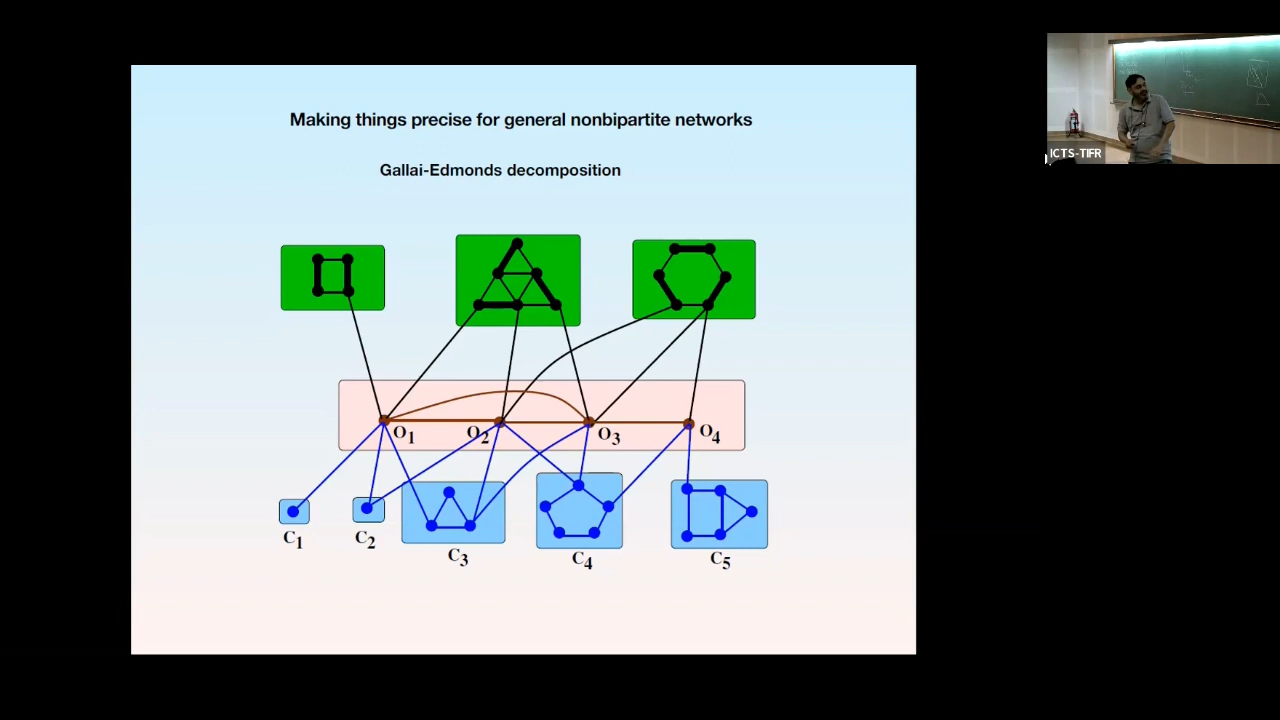 Making things precise for general nonbipartite networks
Gallai-Edmonds decomposition
ICTS-TIFR
O1 O2 O3 O4
C1 C2 C3 C4 C5